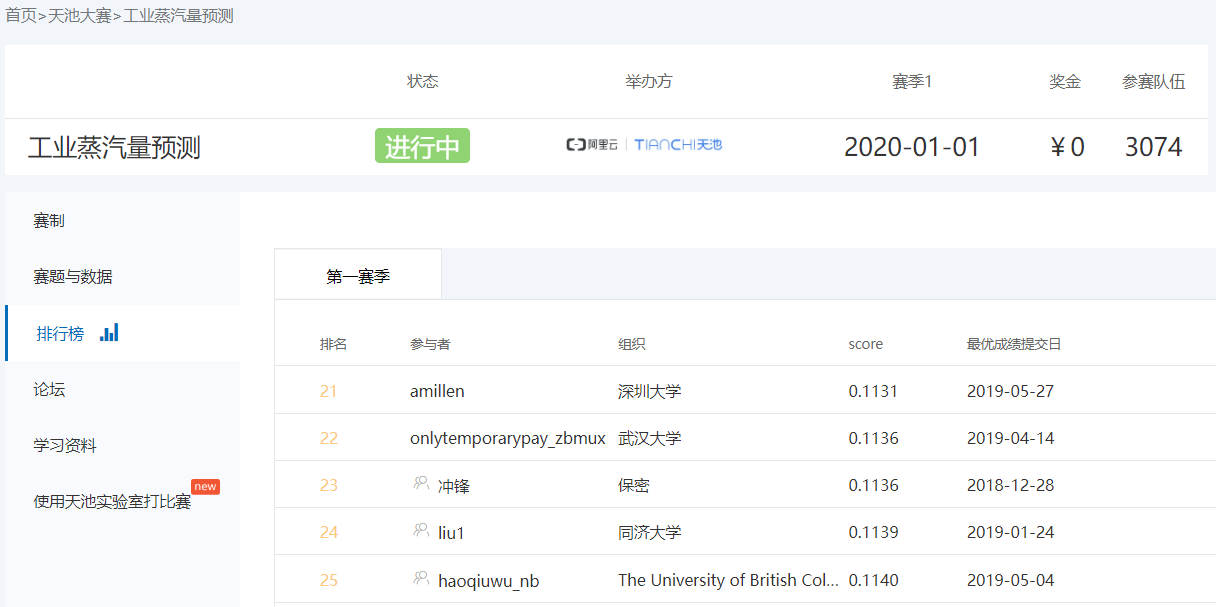 首页>天池大赛>工业蒸汽量预测
状态 举办方 赛季1 奖金 参赛队伍
工业蒸汽量预测 进行中 阿里云 TIANCHI天池 2020-01-01 ¥0 3074
赛制
赛题与数据
排行榜
论坛
学习资料
使用天池实验室打比赛 new
第一赛季
排名 参与者 组织 score 最优成绩提交日
21 amillen 深圳大学 0.1131 2019-05-27
22 onlytemporarypay_zbmux 武汉大学 0.1136 2019-04-14
23 冲锋 保密 0.1136 2018-12-28
24 liu1 同济大学 0.1139 2019-01-24
25 haoqiuwu_nb The University of British Col... 0.1140 2019-05-04